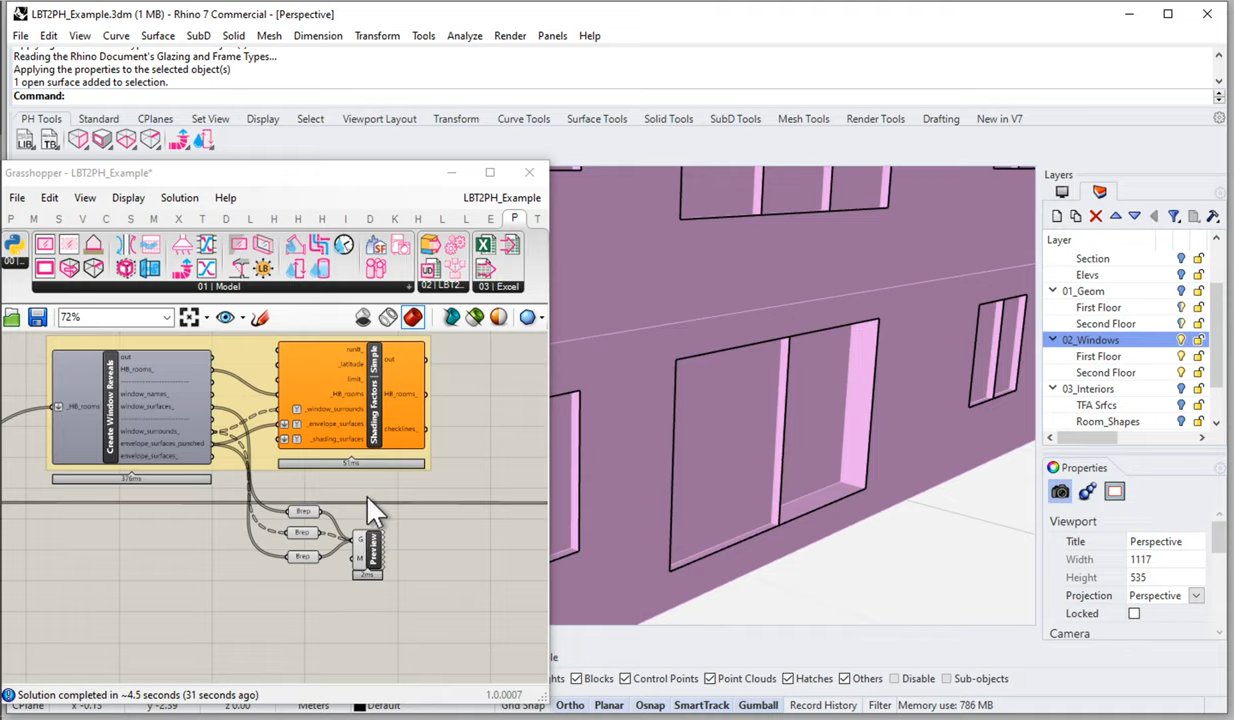 LBT2PH_Example.3dm (1 MB) - Rhino 7 Commercial - [Perspective]
File Edit View Curve Surface SubD Solid Mesh Dimension Transform Tools Analyze Render Panels Help
Reading the Rhino Document's Glazing and Frame Types...
Applying the properties to the selected object(s)
1 open surface added to selection.
Command:
PH Tools Standard CPlanes Set View Display Select Viewport Layout Transform Curve Tools Surface Tools Solid Tools SubD Tools Mesh Tools Render Tools Drafting New in V7
LIB TB
Grasshopper - LBT2PH_Example*
File Edit View Display Solution Help LBT2PH_Example
P M S V C D S M T D L H H I D K H L L E P T
SF
LB UD
00 |... 01 | Model 02 | LBT2... 03 | Excel
72%
Create Window Reveals
_HB_rooms
out
HB_rooms_
window_names_
window_surfaces_
window_surrounds_
envelope_surfaces_punched
envelope_surfaces_
376ms
Shading Factors | Simple
runit_
_latitude
limit_
_HB_rooms
_window_surrounds
_envelope_surfaces
_shading_surfaces
out
HB_rooms_
checklines_
51ms
Brep
Brep
Brep
G
M
Preview
2ms
Solution completed in ~4.5 seconds (31 seconds ago) 1.0.0007
Layers
Layer
Section
Elevs
01_Geom
First Floor
Second Floor
02_Windows
First Floor
Second Floor
03_Interiors
TFA Srfcs
Room_Shapes
Properties
Viewport
Title Perspective
Width 1117
Height 535
Projection Perspective
Locked
Camera
Blocks Control Points Point Clouds Hatches Others Disable Sub-objects
CPlane x -0.13 y -2.59 z 0.00 Meters Default Grid Snap Ortho Planar Osnap SmartTrack Gumball Record History Filter Memory use: 786 MB